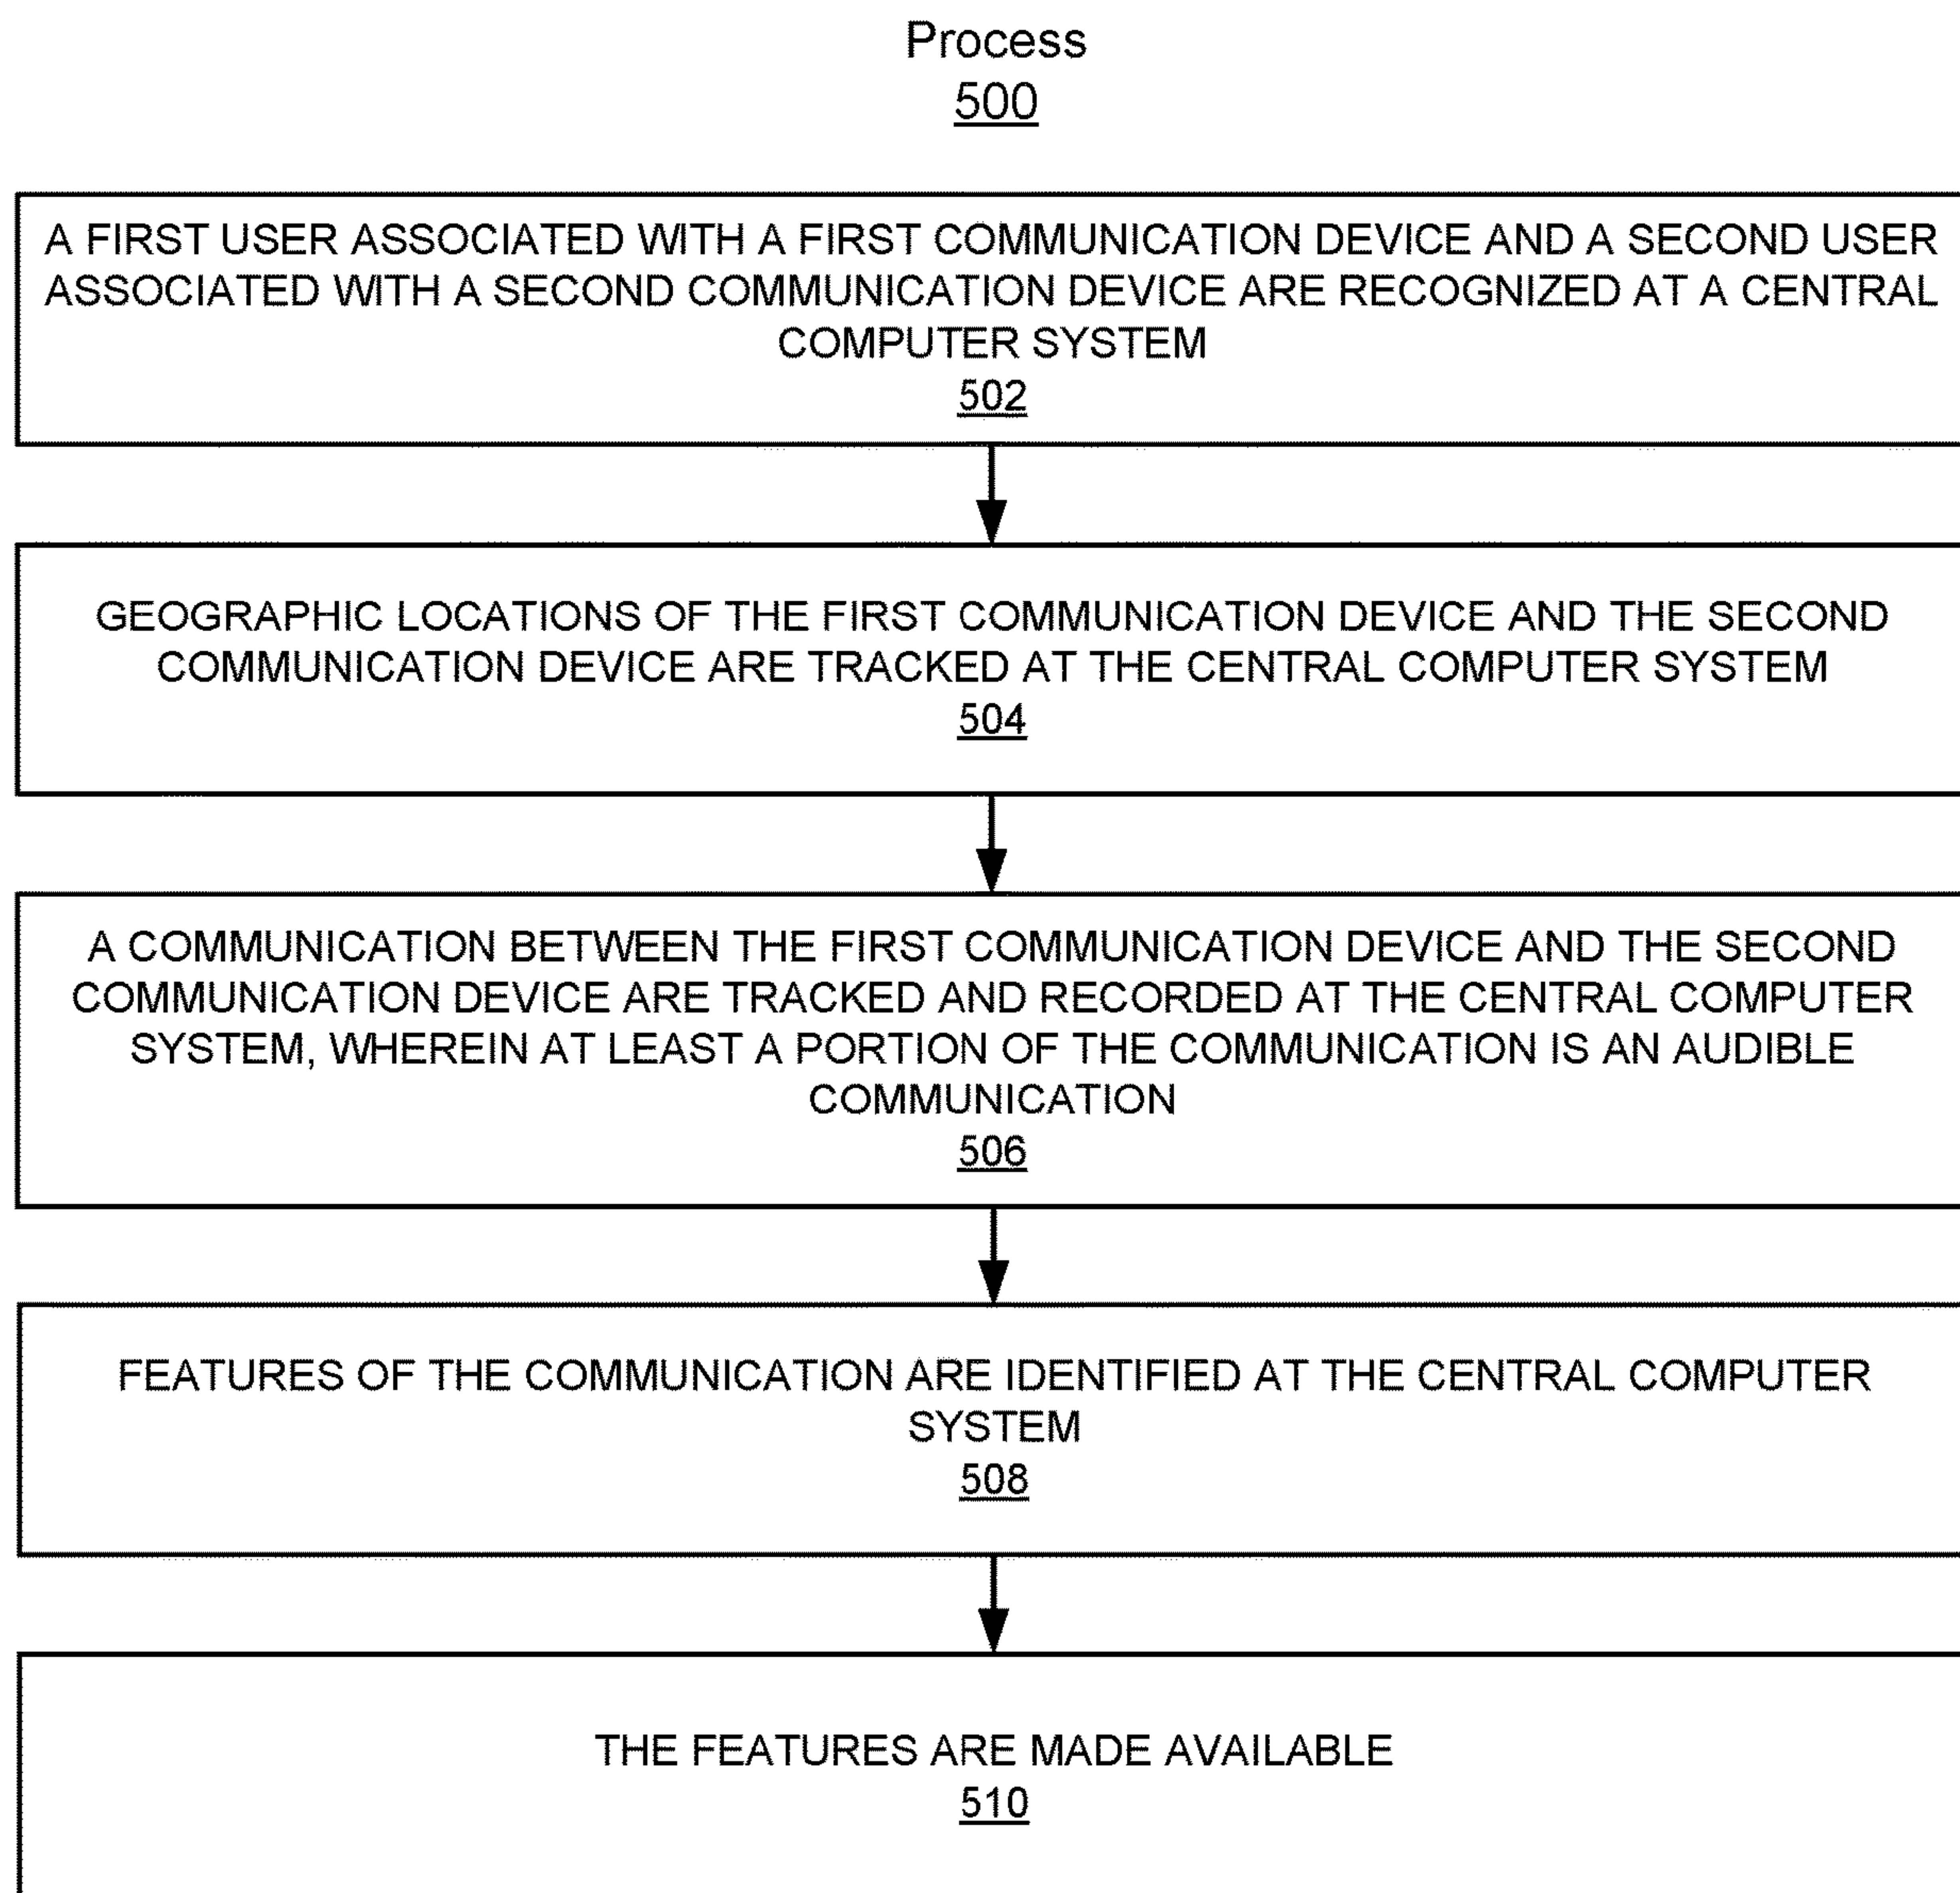 Process
500
A FIRST USER ASSOCIATED WITH A FIRST COMMUNICATION DEVICE AND A SECOND USER
ASSOCIATED WITH A SECOND COMMUNICATION DEVICE ARE RECOGNIZED AT A CENTRAL
COMPUTER SYSTEM
502
GEOGRAPHIC LOCATIONS OF THE FIRST COMMUNICATION DEVICE AND THE SECOND
COMMUNICATION DEVICE ARE TRACKED AT THE CENTRAL COMPUTER SYSTEM
504
A COMMUNICATION BETWEEN THE FIRST COMMUNICATION DEVICE AND THE SECOND
COMMUNICATION DEVICE ARE TRACKED AND RECORDED AT THE CENTRAL COMPUTER
SYSTEM, WHEREIN AT LEAST A PORTION OF THE COMMUNICATION IS AN AUDIBLE
COMMUNICATION
506
FEATURES OF THE COMMUNICATION ARE IDENTIFIED AT THE CENTRAL COMPUTER
SYSTEM
508
THE FEATURES ARE MADE AVAILABLE
510